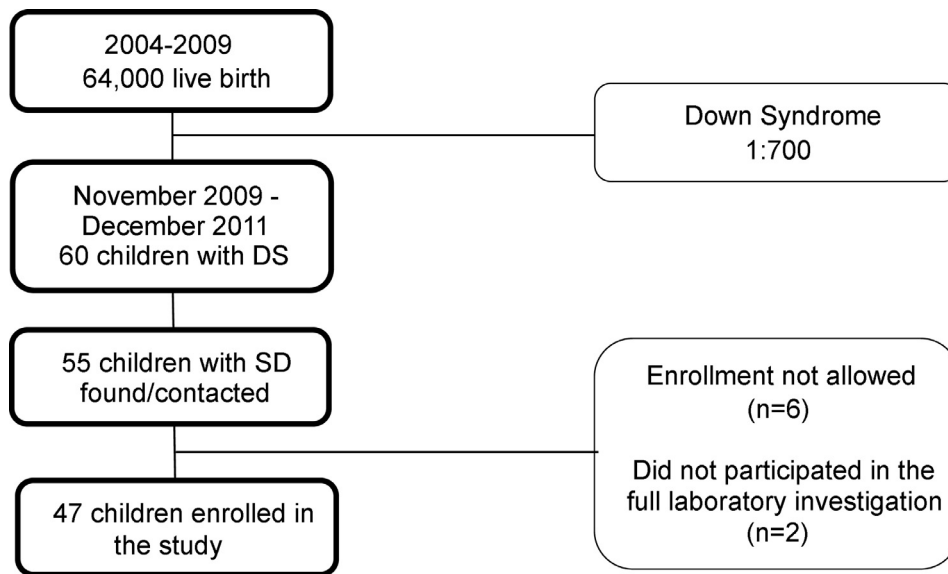 2004-2009
64,000 live birth
Down Syndrome
1:700
November 2009 -
December 2011
60 children with DS
55 children with SD
found/contacted
Enrollment not allowed
(n=6)
Did not participated in the
full laboratory investigation
(n=2)
47 children enrolled in
the study